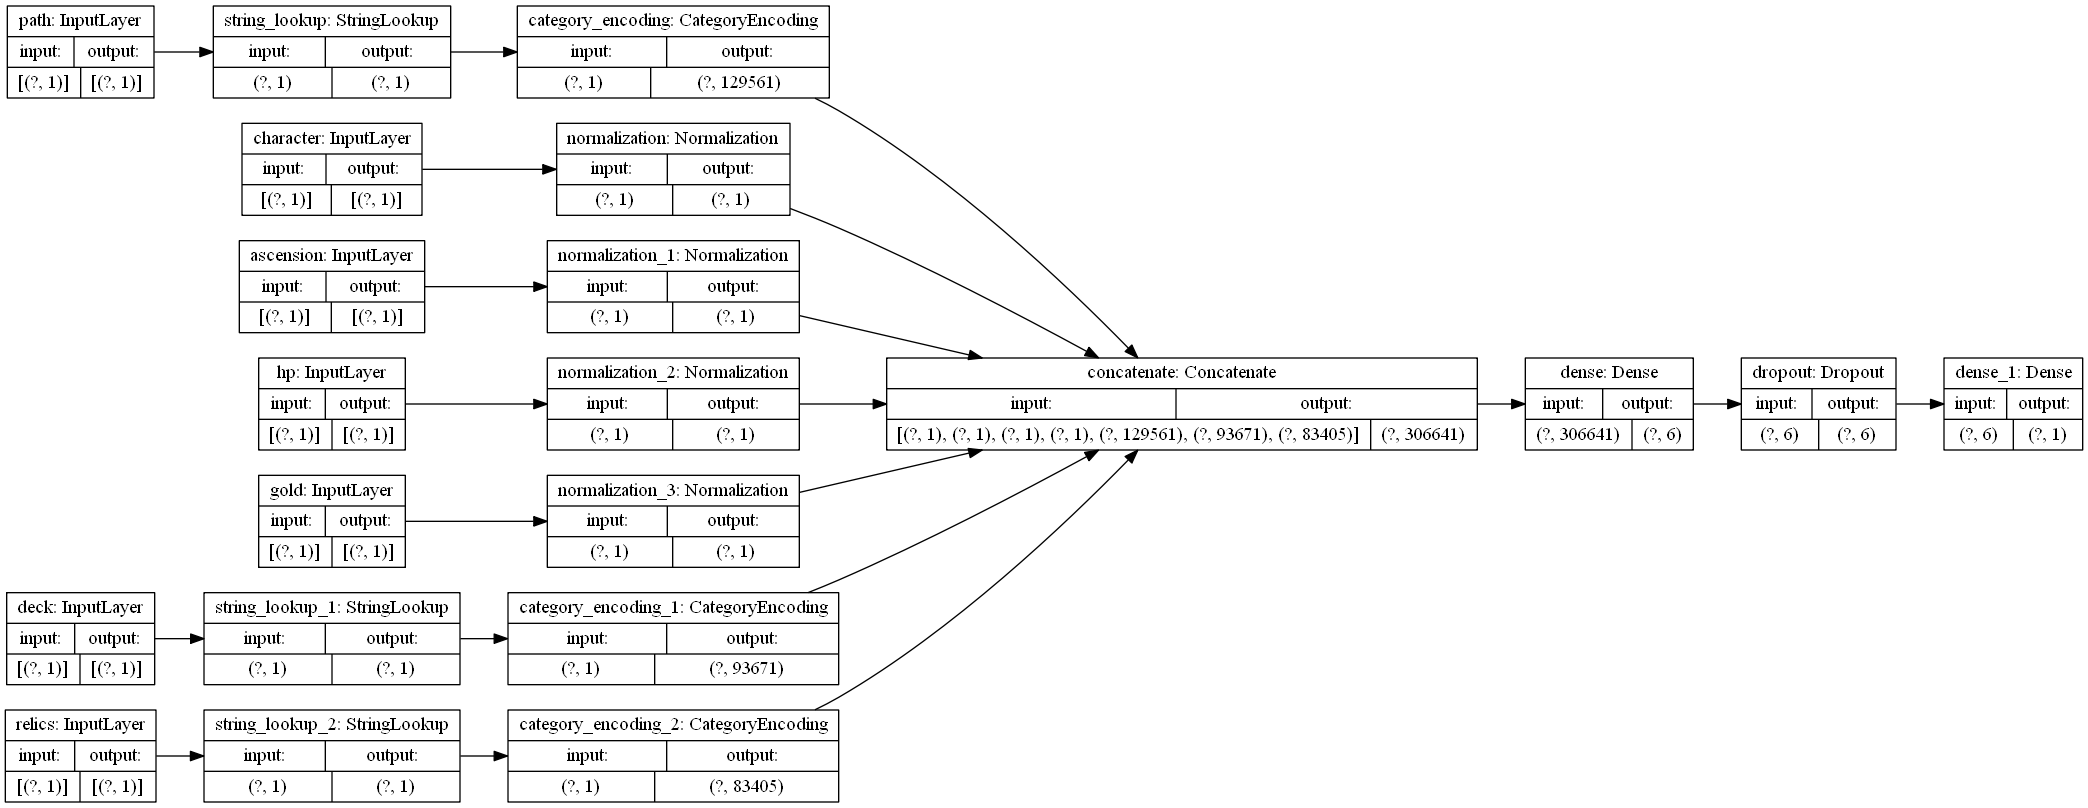 path: InputLayer
input: output:
[(?, 1)] [(?, 1)]
string_lookup: StringLookup
input: output:
(?, 1) (?, 1)
category_encoding: CategoryEncoding
input: output:
(?, 1) (?, 129561)
character: InputLayer
input: output:
[(?, 1)] [(?, 1)]
normalization: Normalization
input: output:
(?, 1) (?, 1)
ascension: InputLayer
input: output:
[(?, 1)] [(?, 1)]
normalization_1: Normalization
input: output:
(?, 1) (?, 1)
hp: InputLayer
input: output:
[(?, 1)] [(?, 1)]
normalization_2: Normalization
input: output:
(?, 1) (?, 1)
concatenate: Concatenate
input: output:
[(?, 1), (?, 1), (?, 1), (?, 1), (?, 129561), (?, 93671), (?, 83405)] (?, 306641)
dense: Dense
input: output:
(?, 306641) (?, 6)
dropout: Dropout
input: output:
(?, 6) (?, 6)
dense_1: Dense
input: output:
(?, 6) (?, 1)
gold: InputLayer
input: output:
[(?, 1)] [(?, 1)]
normalization_3: Normalization
input: output:
(?, 1) (?, 1)
deck: InputLayer
input: output:
[(?, 1)] [(?, 1)]
string_lookup_1: StringLookup
input: output:
(?, 1) (?, 1)
category_encoding_1: CategoryEncoding
input: output:
(?, 1) (?, 93671)
relics: InputLayer
input: output:
[(?, 1)] [(?, 1)]
string_lookup_2: StringLookup
input: output:
(?, 1) (?, 1)
category_encoding_2: CategoryEncoding
input: output:
(?, 1) (?, 83405)